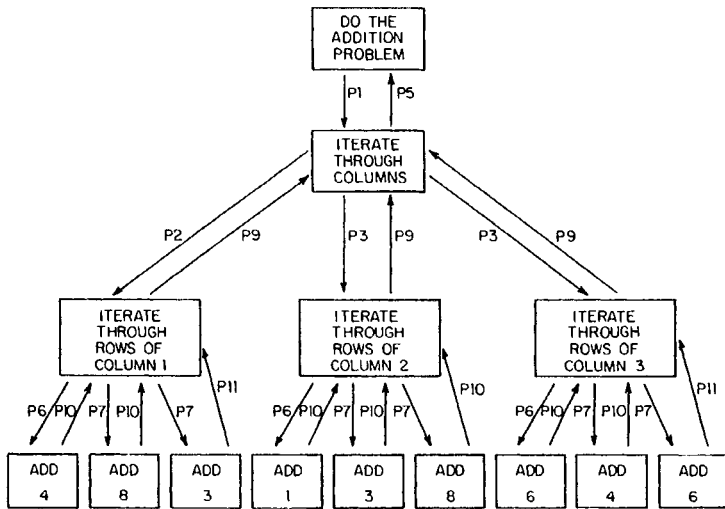 DO THE
ADDITION
PROBLEM
P1
P5
ITERATE
THROUGH
COLUMNS
P2
P9
P3
P9
P3
P9
ITERATE
THROUGH
ROWS OF
COLUMN 1
ITERATE
THROUGH
ROWS OF
COLUMN 2
ITERATE
THROUGH
ROWS OF
COLUMN 3
P6
P10
P7
P10
P7
P11
P6
P10
P7
P10
P7
P10
P6
P10
P7
P10
P7
P11
ADD
4
ADD
8
ADD
3
ADD
1
ADD
3
ADD
8
ADD
6
ADD
4
ADD
6